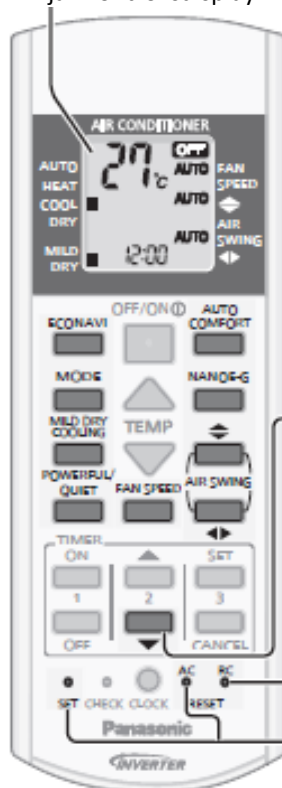 AIR CONDITIONER
27°C
AUTO
HEAT
COOL
DRY
MILD
DRY
AUTO
AUTO
AUTO
FAN
SPEED
AIR
SWING
12:00
OFF/ON
ECONAVI
AUTO
COMFORT
MODE
NANOE-G
MILD DRY
COOLING
TEMP
POWERFUL/
QUIET
FAN SPEED
AIR SWING
TIMER
ON
SET
1
2
3
OFF
CANCEL
SET
CHECK
CLOCK
AC
RC
RESET
Panasonic
INVERTER